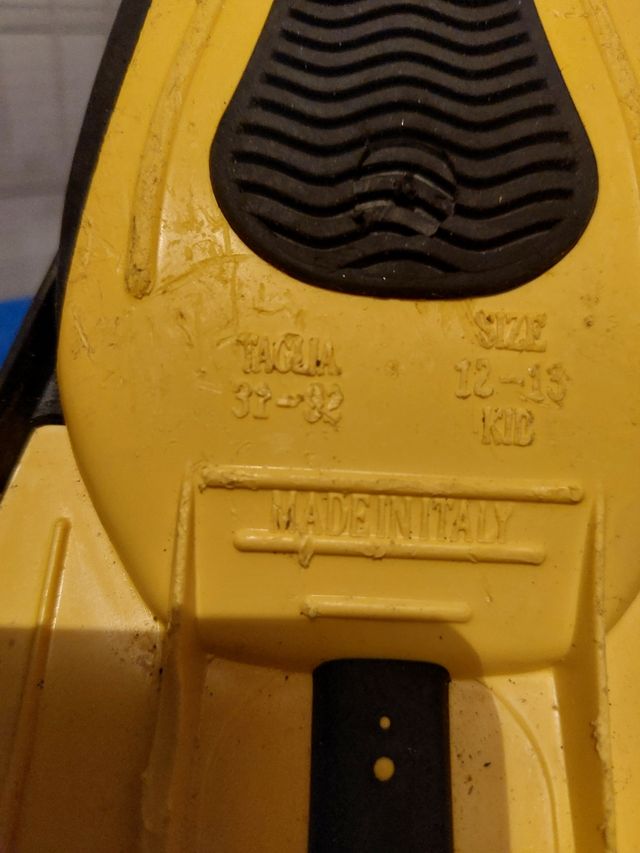 TAGLIA
31-32
SIZE
12-13
KID
MADE IN ITALY